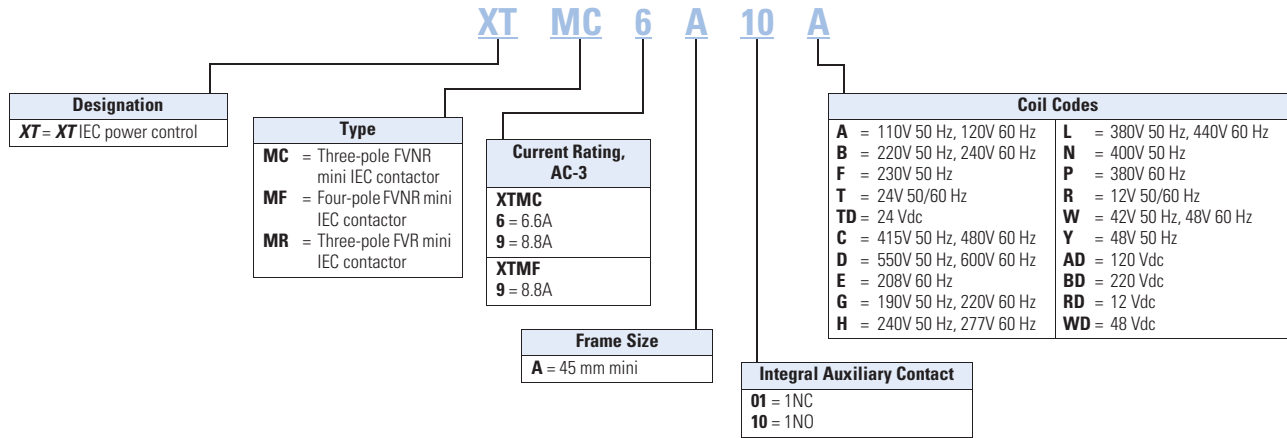 XT MC 6 A 10 A
Designation
XT = XT IEC power control
Type
MC = Three-pole FVNR
mini IEC contactor
MF = Four-pole FVNR mini
IEC contactor
MR = Three-pole FVR mini
IEC contactor
Current Rating,
AC-3
XTMC
6 = 6.6A
9 = 8.8A
XTMF
9 = 8.8A
Frame Size
A = 45 mm mini
Integral Auxiliary Contact
01 = 1NC
10 = 1NO
Coil Codes
A = 110V 50 Hz, 120V 60 Hz
B = 220V 50 Hz, 240V 60 Hz
F = 230V 50 Hz
T = 24V 50/60 Hz
TD = 24 Vdc
C = 415V 50 Hz, 480V 60 Hz
D = 550V 50 Hz, 600V 60 Hz
E = 208V 60 Hz
G = 190V 50 Hz, 220V 60 Hz
H = 240V 50 Hz, 277V 60 Hz
L = 380V 50 Hz, 440V 60 Hz
N = 400V 50 Hz
P = 380V 60 Hz
R = 12V 50/60 Hz
W = 42V 50 Hz, 48V 60 Hz
Y = 48V 50 Hz
AD = 120 Vdc
BD = 220 Vdc
RD = 12 Vdc
WD = 48 Vdc